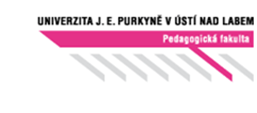 UNIVERZITA J. E. PURKYNĚ V ÚSTÍ NAD LABEM
Pedagogická fakulta